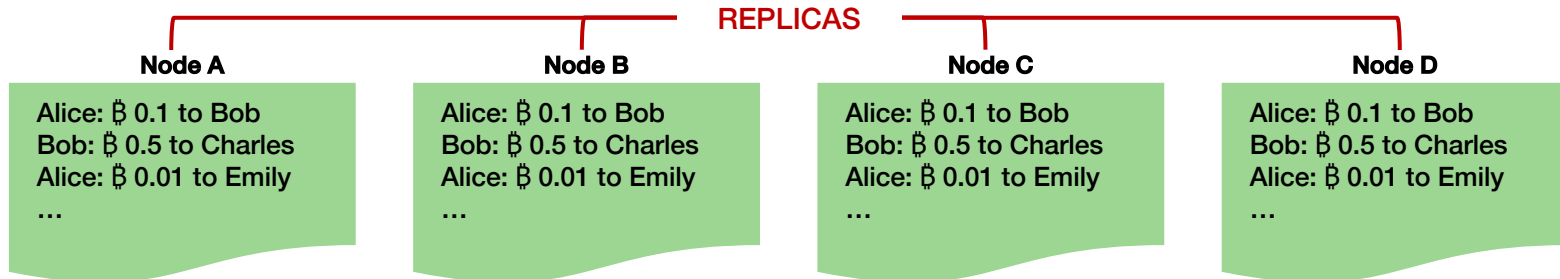 REPLICAS
Node A
Alice: ₿ 0.1 to Bob
Bob: ₿ 0.5 to Charles
Alice: ₿ 0.01 to Emily
…
Node B
Alice: ₿ 0.1 to Bob
Bob: ₿ 0.5 to Charles
Alice: ₿ 0.01 to Emily
…
Node C
Alice: ₿ 0.1 to Bob
Bob: ₿ 0.5 to Charles
Alice: ₿ 0.01 to Emily
…
Node D
Alice: ₿ 0.1 to Bob
Bob: ₿ 0.5 to Charles
Alice: ₿ 0.01 to Emily
…